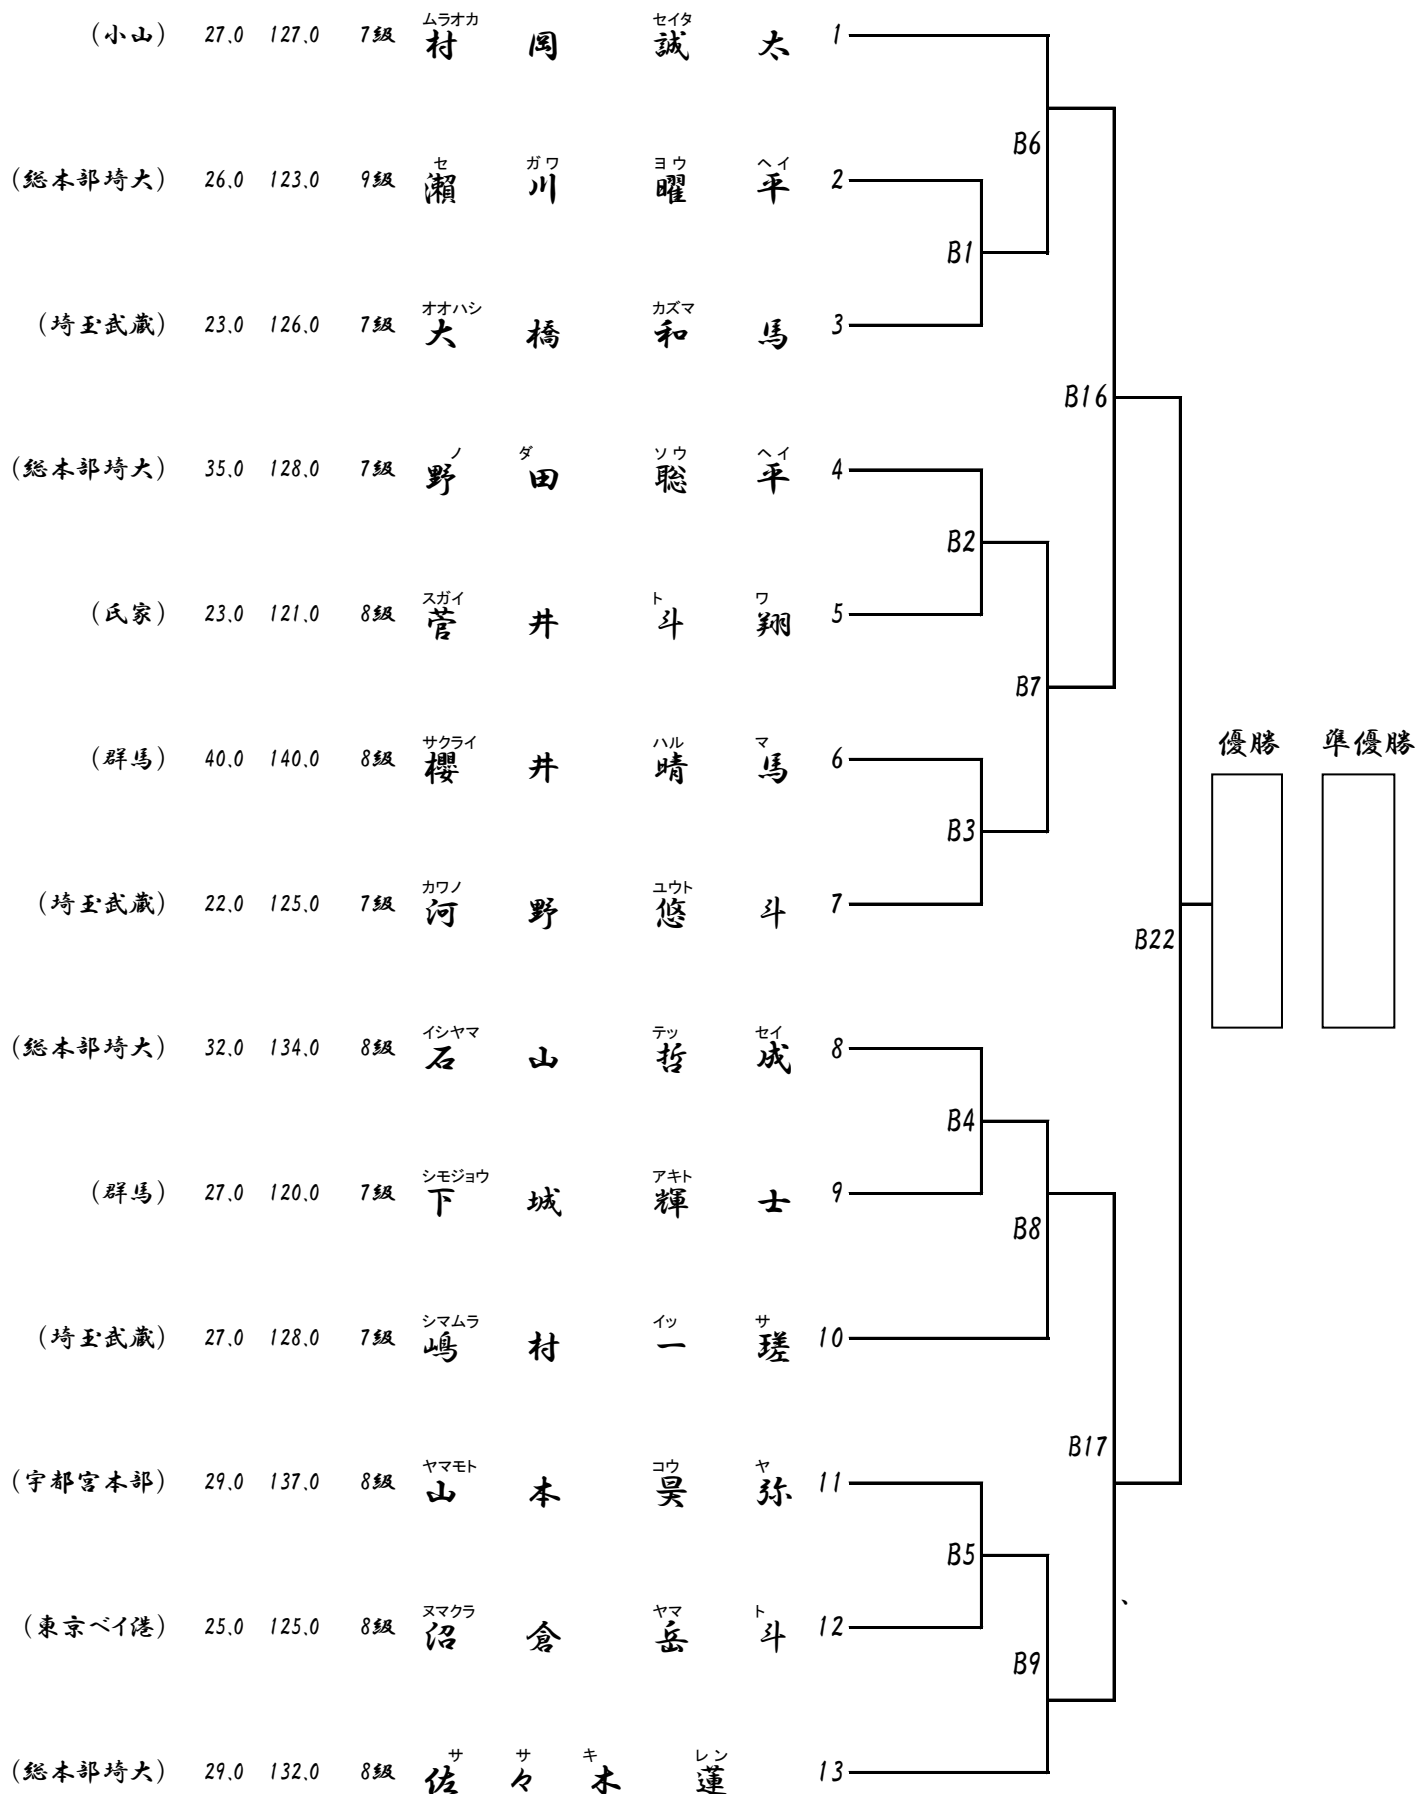 ムラオカ セイタ
(小山) 27.0 127.0 7級 村 岡 誠 太 1
B6
セ ガワ ヨウ ヘイ
(総本部埼大) 26.0 123.0 9級 瀨 川 曜 平 2
B1
オオハシ カズマ
(埼玉武蔵) 23.0 126.0 7級 大 橋 和 馬 3
B16
ノ ダ ソウ ヘイ
(総本部埼大) 35.0 128.0 7級 野 田 聡 平 4
B2
スガイ ト ワ
(氏家) 23.0 121.0 8級 菅 井 斗 翔 5
B7
優勝 準優勝
サクライ ハル マ
(群馬) 40.0 140.0 8級 櫻 井 晴 馬 6
B3
カワノ ユウト
(埼玉武蔵) 22.0 125.0 7級 河 野 悠 斗 7
B22
イシヤマ テッ セイ
(総本部埼大) 32.0 134.0 8級 石 山 哲 成 8
B4
シモジョウ アキト
(群馬) 27.0 120.0 7級 下 城 輝 士 9
B8
シマムラ イッ サ
(埼玉武蔵) 27.0 128.0 7級 嶋 村 一 瑳 10
B17
ヤマモト コウ ヤ
(宇都宮本部) 29.0 137.0 8級 山 本 昊 弥 11
B5
、
ヌマクラ ヤマ ト
(東京ベイ港) 25.0 125.0 8級 沼 倉 岳 斗 12
B9
サ サ キ レン
(総本部埼大) 29.0 132.0 8級 佐 々 木 蓮 13